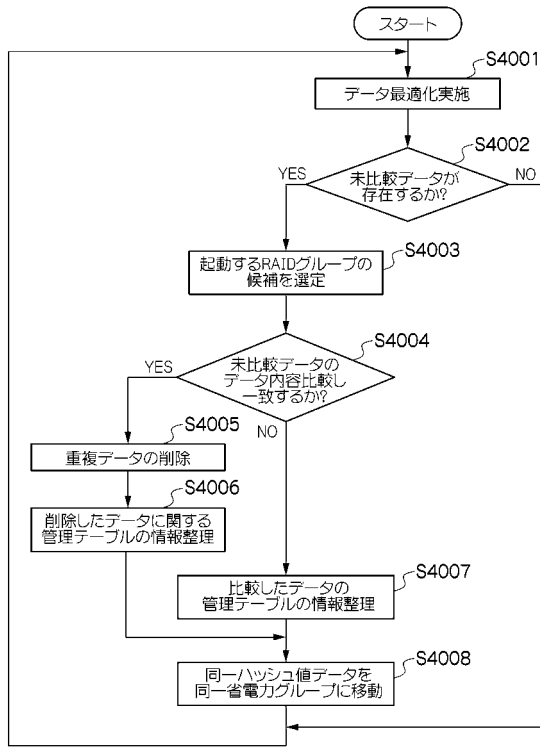 スタート
S4001
データ最適化実施
S4002
YES
未比較データが
存在するか?
NO
S4003
起動するRAIDグループの
候補を選定
S4004
YES
未比較データの
データ内容比較し
一致するか?
NO
S4005
重複データの削除
S4006
削除したデータに関する
管理テーブルの情報整理
S4007
比較したデータの
管理テーブルの情報整理
S4008
同一ハッシュ値データを
同一省電力グループに移動